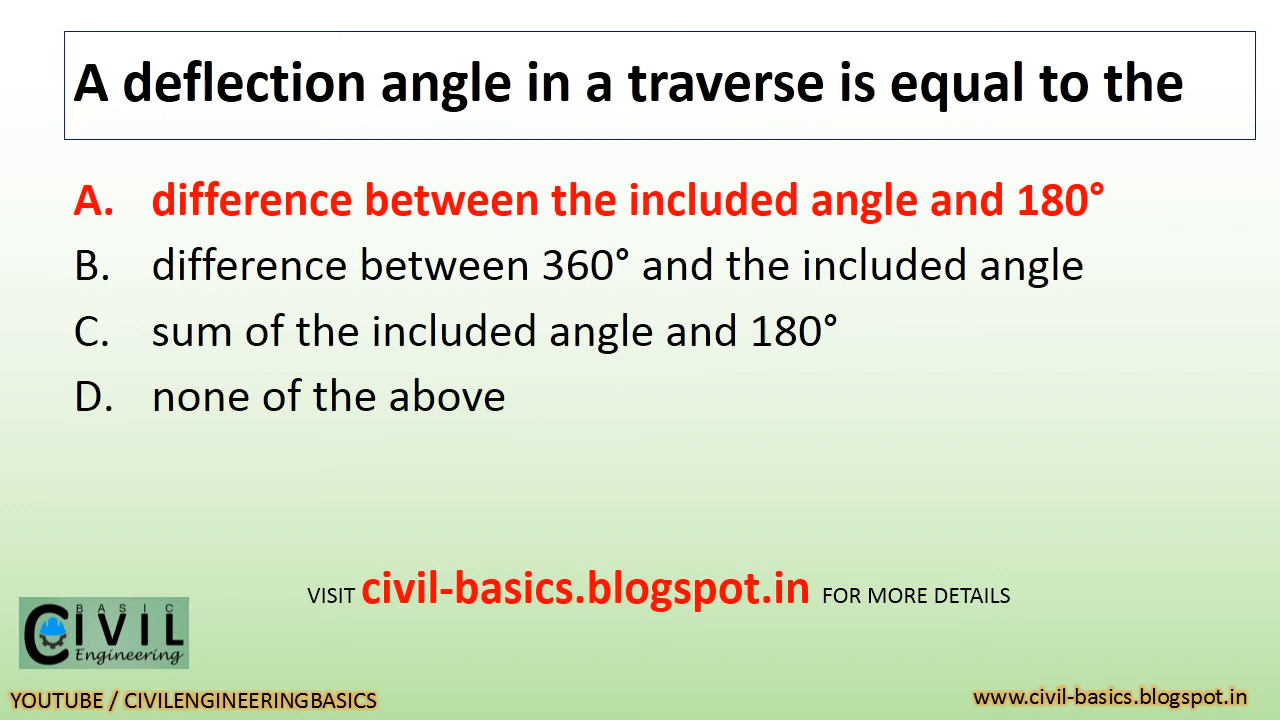 A deflection angle in a traverse is equal to the
A. difference between the included angle and 180°
B. difference between 360° and the included angle
C. sum of the included angle and 180°
D. none of the above
VISIT civil-basics.blogspot.in FOR MORE DETAILS
BASIC
CIVIL
Engineering
YOUTUBE / CIVILENGINEERINGBASICS
www.civil-basics.blogspot.in